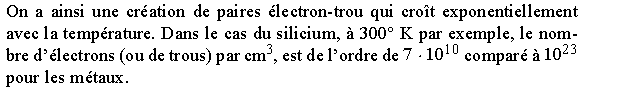 On a ainsi une création de paires électron-trou qui croît exponentiellement
avec la température. Dans le cas du silicium, à 300° K par exemple, le nom-
bre d'électrons (ou de trous) par cm³, est de l'ordre de 7 · 10¹⁰ comparé à 10²³
pour les métaux.